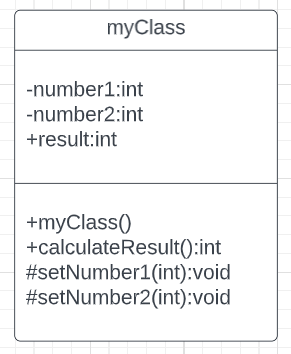 myClass
-number1:int
-number2:int
+result:int
+myClass()
+calculateResult():int
#setNumber1(int):void
#setNumber2(int):void